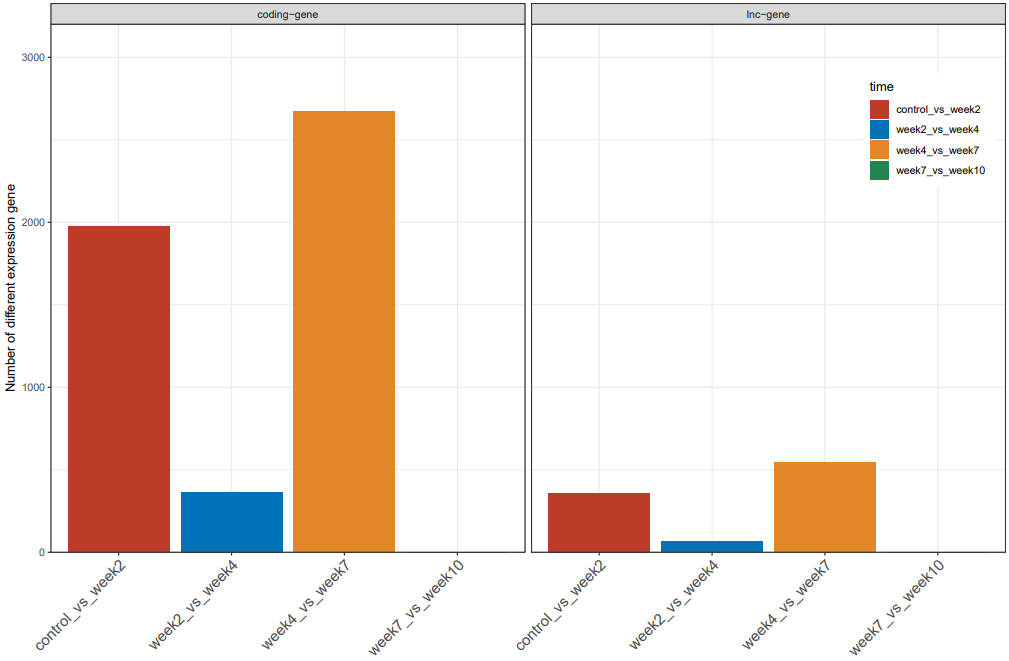 coding-gene
lnc-gene
Number of different expression gene
3000
2000
1000
0
time
control_vs_week2
week2_vs_week4
week4_vs_week7
week7_vs_week10
control_vs_week2
week2_vs_week4
week4_vs_week7
week7_vs_week10
control_vs_week2
week2_vs_week4
week4_vs_week7
week7_vs_week10